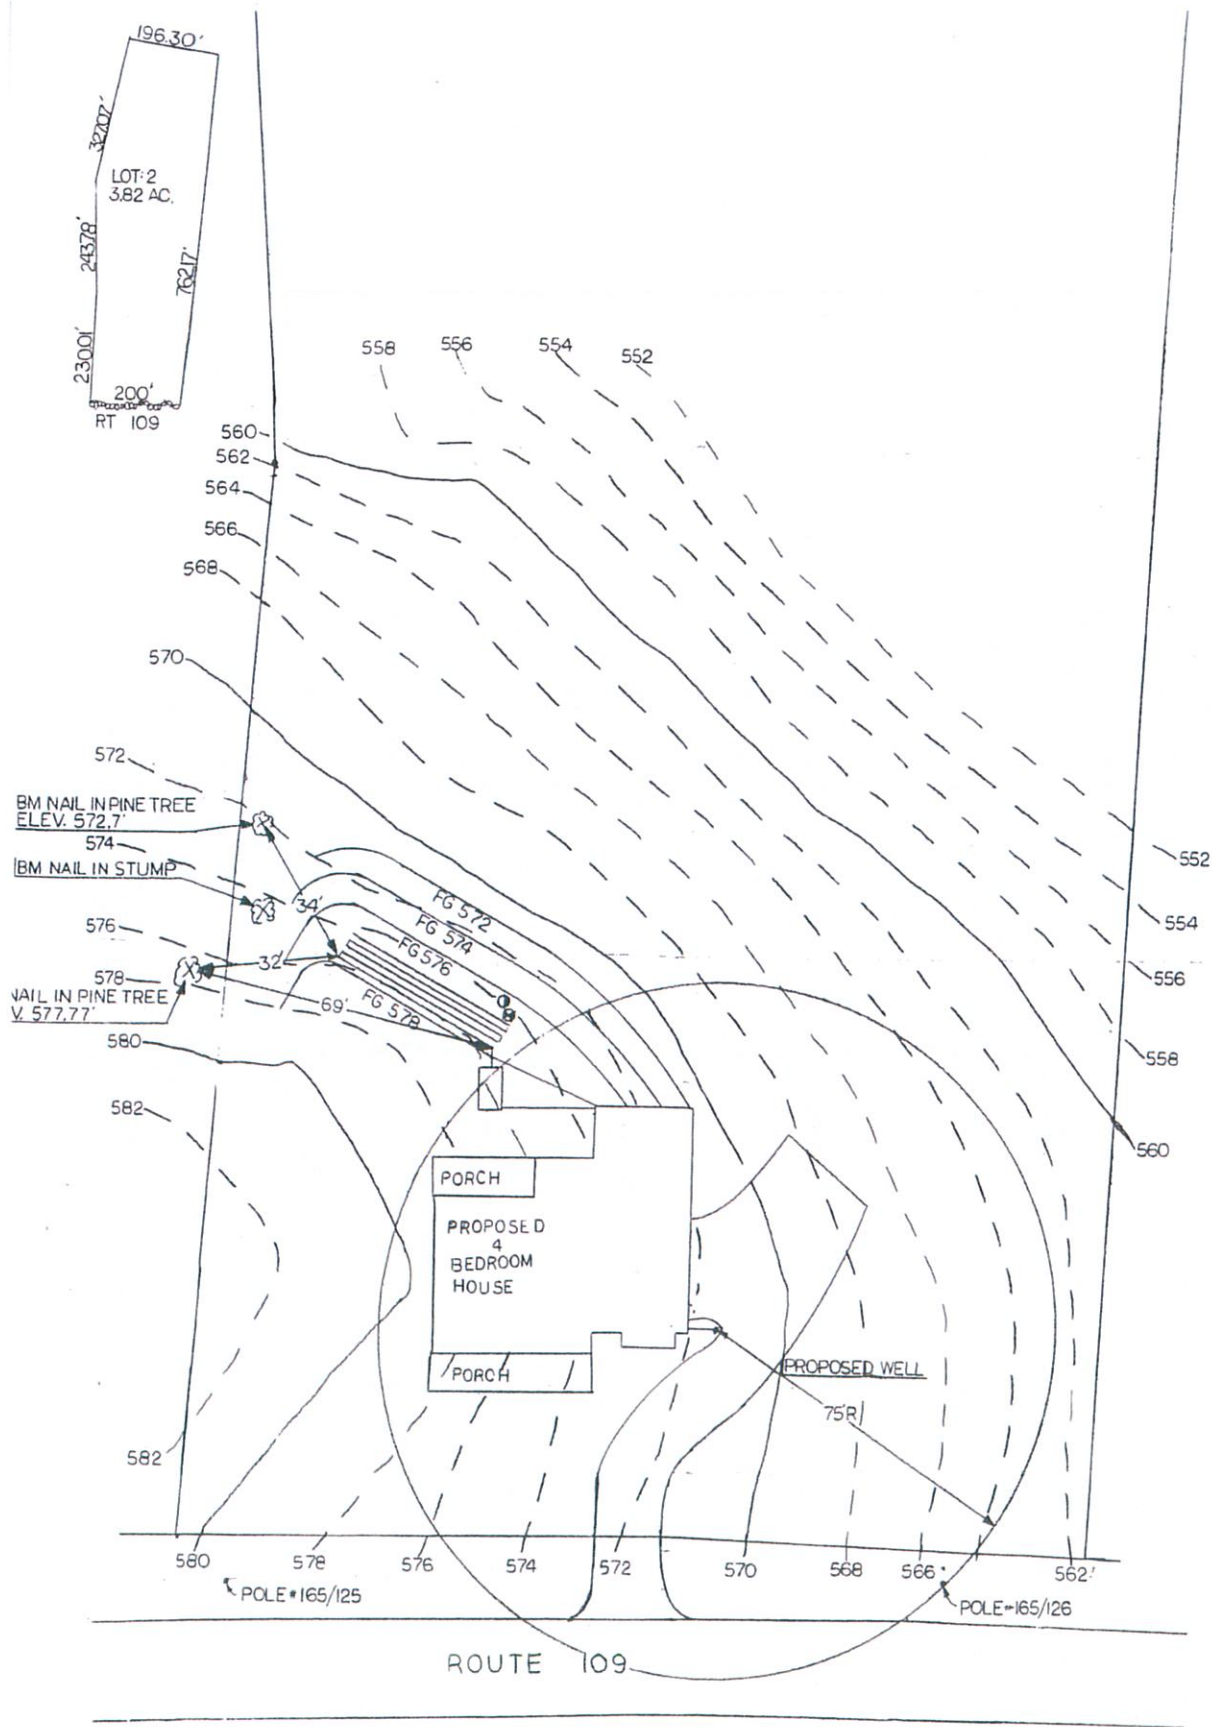 196.30'
327.07'
LOT: 2
3.82 AC.
243.78'
762.17'
230.01'
200'
RT 109
558
556
554
552
560
562
564
566
568
570
572
BM NAIL IN PINE TREE
ELEV. 572.7'
574
BM NAIL IN STUMP
576
578
NAIL IN PINE TREE
V. 577.77'
580
582
34'
32'
69'
FG 572
FG 574
FG 576
FG 578
552
554
556
558
560
PORCH
PROPOSED
4
BEDROOM
HOUSE
PORCH
PROPOSED WELL
75'R
582
580
578
576
574
572
570
568
566
562'
POLE#165/125
POLE#165/126
ROUTE 109